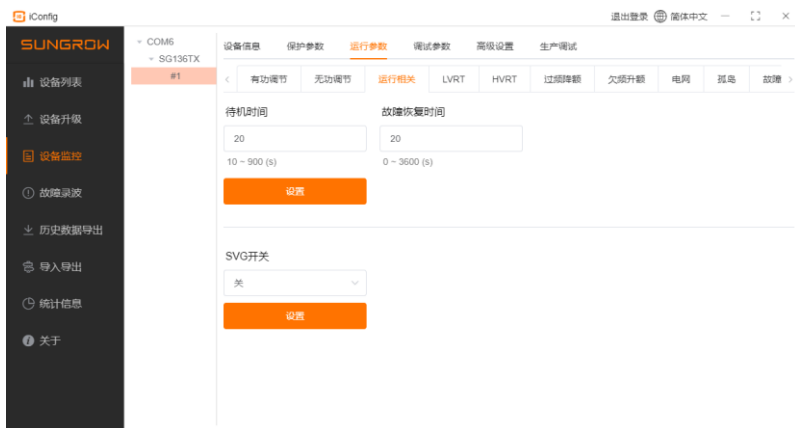 iConfig
退出登录 简体中文
SUNGROW
设备列表
设备升级
设备监控
故障录波
历史数据导出
导入导出
统计信息
关于
COM6
SG136TX
#1
设备信息 保护参数 运行参数 调试参数 高级设置 生产调试
有功调节 无功调节 运行相关 LVRT HVRT 过频降额 欠频升额 电网 孤岛 故障
待机时间 故障恢复时间
20 20
10 ~ 900 (s) 0 ~ 3600 (s)
设置
SVG开关
关
设置